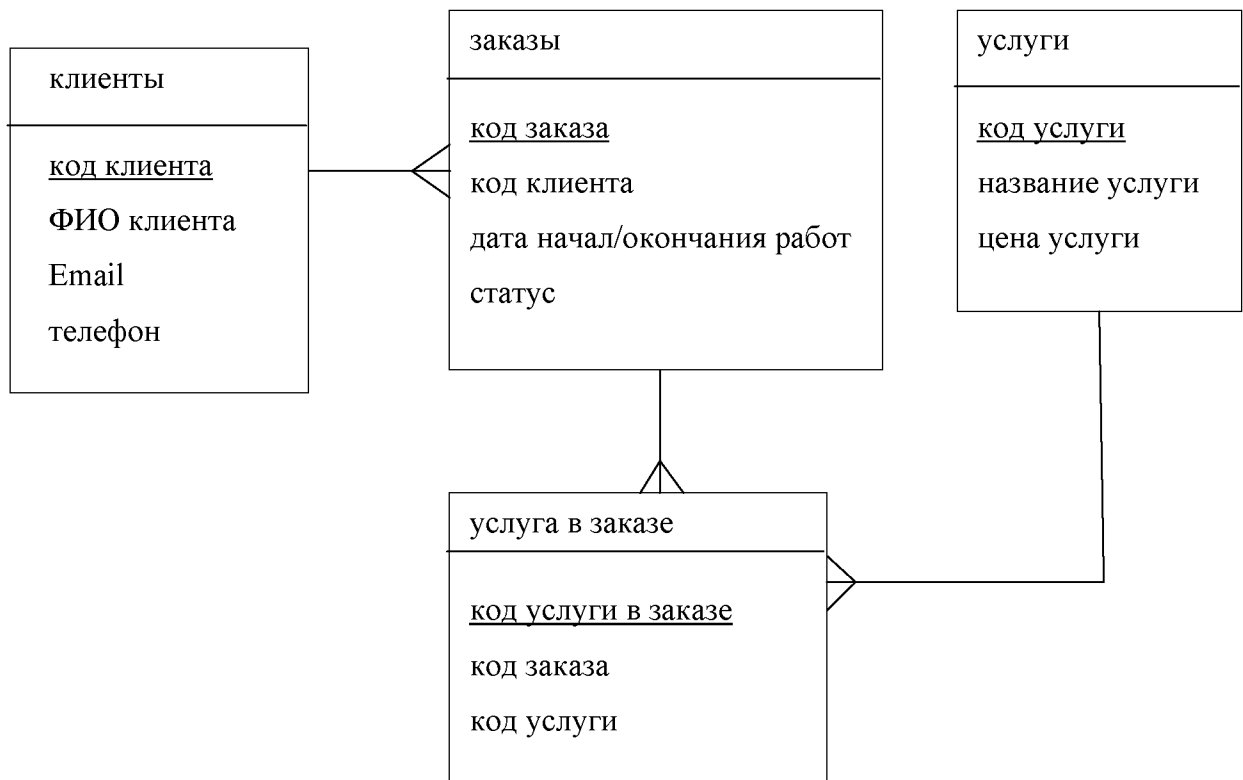 клиенты
код клиента
ФИО клиента
Email
телефон
заказы
код заказа
код клиента
дата начал/окончания работ
статус
услуги
код услуги
название услуги
цена услуги
услуга в заказе
код услуги в заказе
код заказа
код услуги